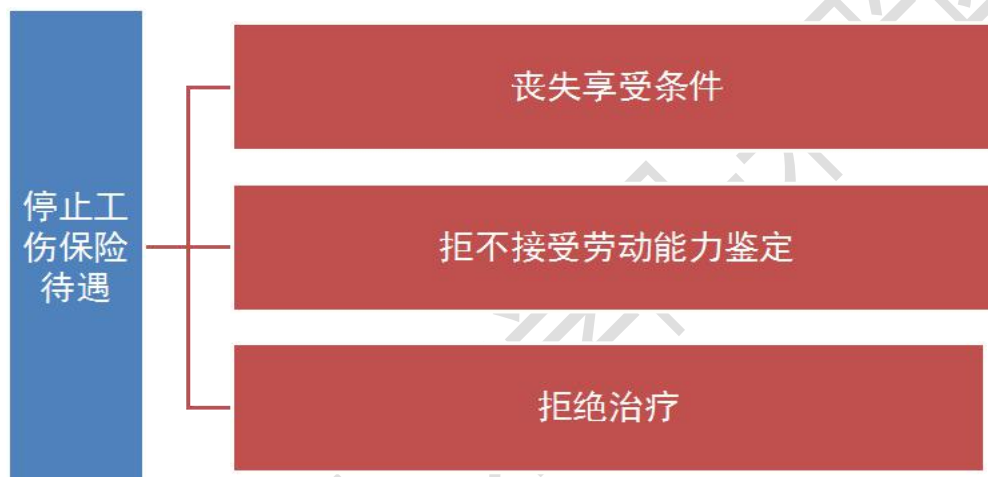 停止工
伤保险
待遇
丧失享受条件
拒不接受劳动能力鉴定
拒绝治疗